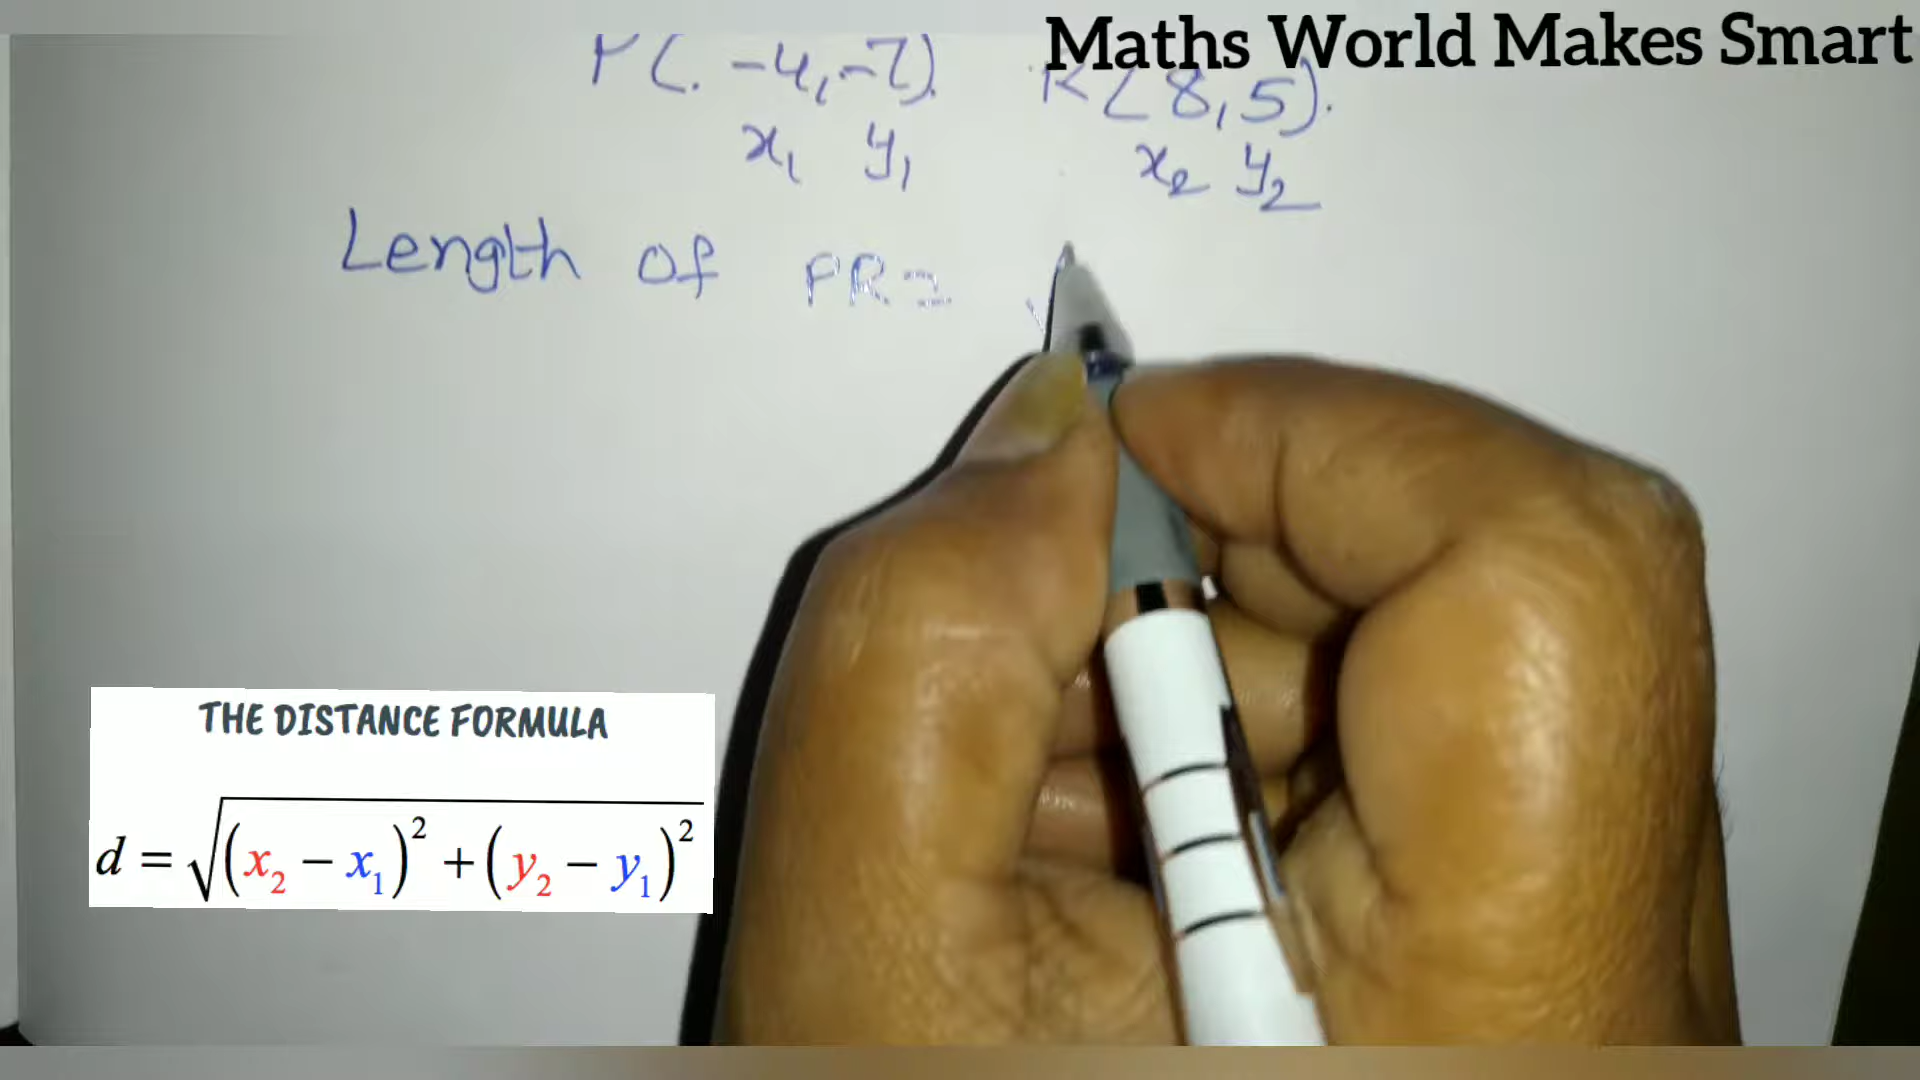 Maths World Makes Smart
P(. -4,-7). R(8,5).
x₁ y₁ x₂ y₂
Length of PR= √
THE DISTANCE FORMULA
d = √(x₂ − x₁)² + (y₂ − y₁)²